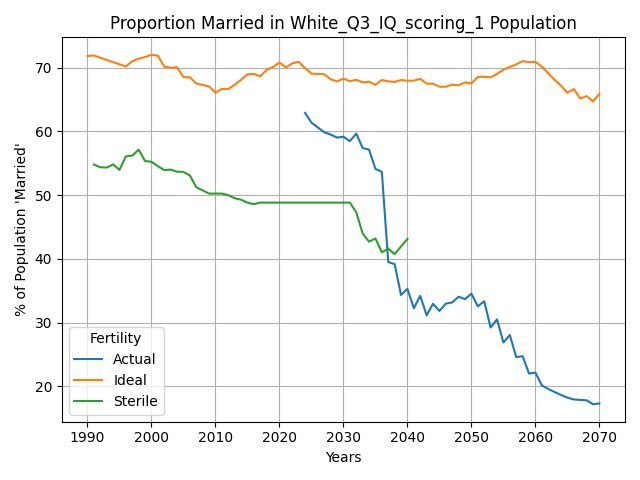 Proportion Married in White_Q3_IQ_scoring_1 Population
% of Population 'Married'
70
60
50
40
30
20
Fertility
Actual
Ideal
Sterile
1990 2000 2010 2020 2030 2040 2050 2060 2070
Years